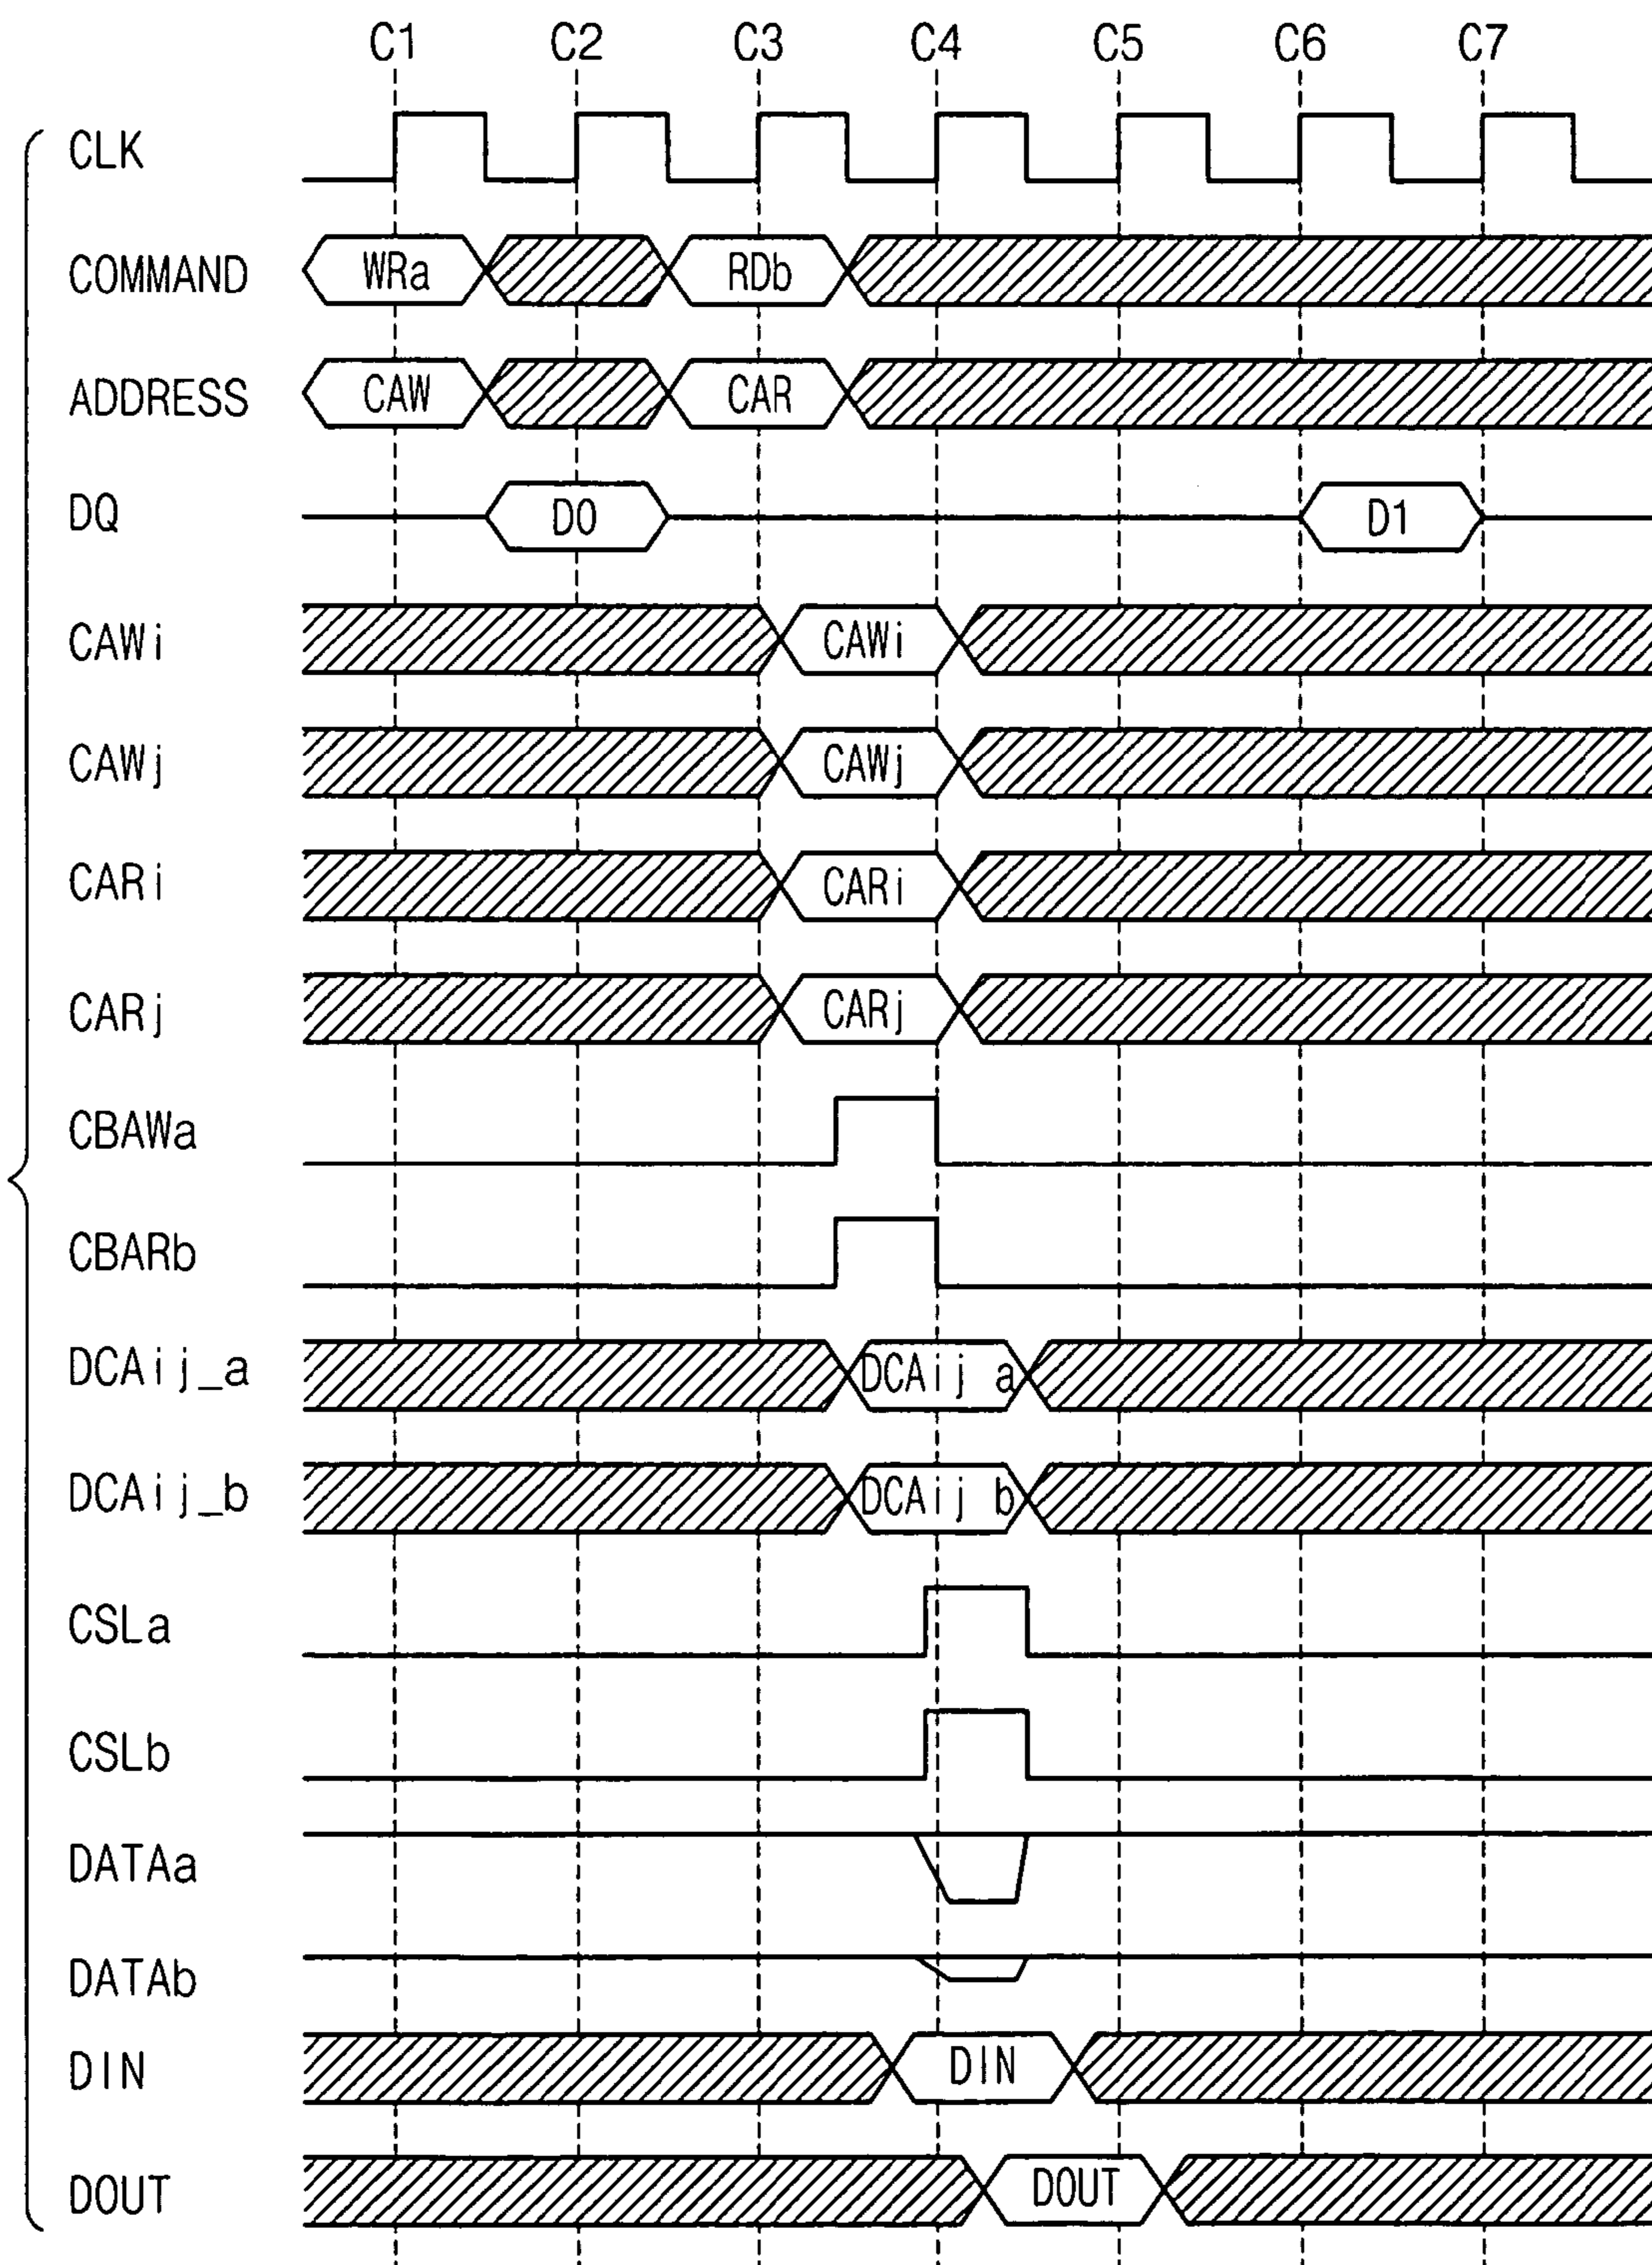 C1 C2 C3 C4 C5 C6 C7
CLK
COMMAND WRa RDb
ADDRESS CAW CAR
DQ D0 D1
CAWi CAWi
CAWj CAWj
CARi CARi
CARj CARj
CBAWa
CBARb
DCAij_a DCAij a
DCAij_b DCAij b
CSLa
CSLb
DATAa
DATAb
DIN DIN
DOUT DOUT